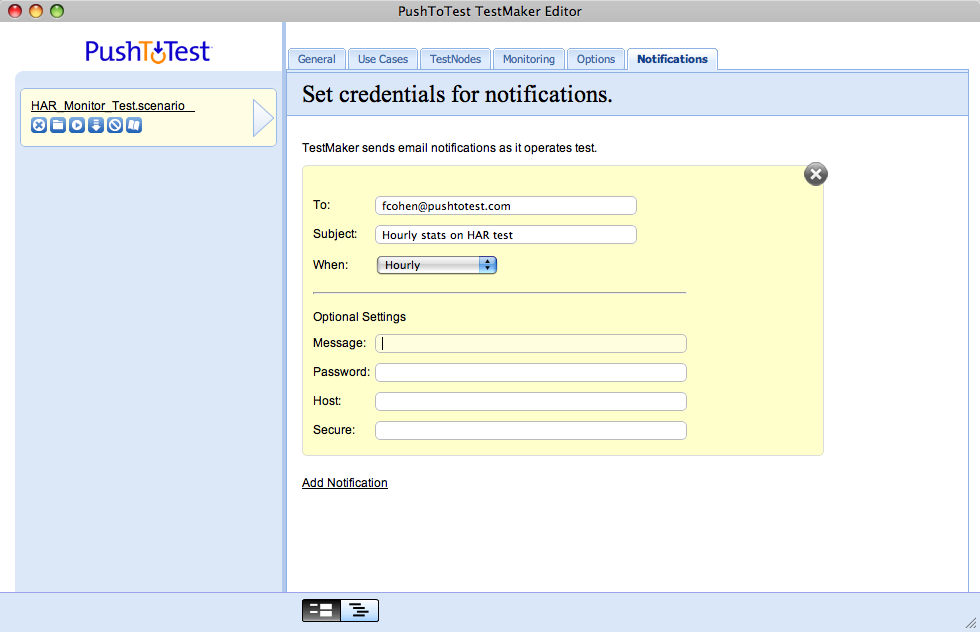 PushToTest TestMaker Editor
PushToTest
HAR_Monitor_Test.scenario
General Use Cases TestNodes Monitoring Options Notifications
Set credentials for notifications.
TestMaker sends email notifications as it operates test.
To: fcohen@pushtotest.com
Subject: Hourly stats on HAR test
When: Hourly
Optional Settings
Message:
Password:
Host:
Secure:
Add Notification